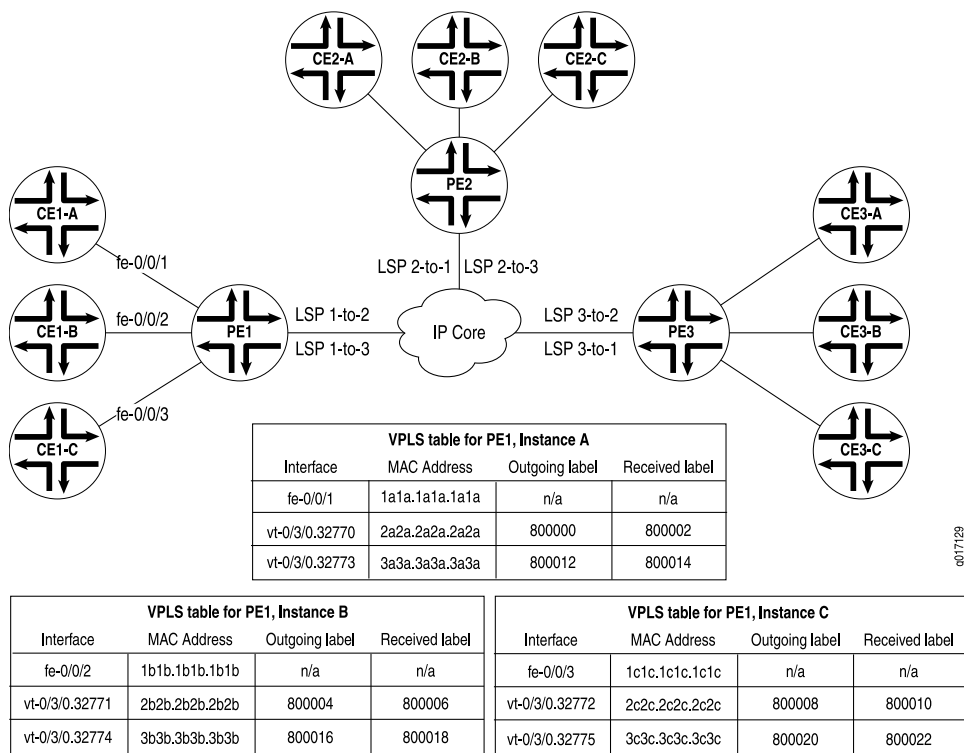 CE2-A
CE2-B
CE2-C
PE2
CE1-A
CE3-A
fe-0/0/1
LSP 2-to-1
LSP 2-to-3
CE1-B
fe-0/0/2
PE1
LSP 1-to-2
LSP 1-to-3
IP Core
LSP 3-to-2
LSP 3-to-1
PE3
CE3-B
fe-0/0/3
CE1-C
CE3-C
VPLS table for PE1, Instance A
Interface MAC Address Outgoing label Received label
fe-0/0/1 1a1a.1a1a.1a1a n/a n/a
vt-0/3/0.32770 2a2a.2a2a.2a2a 800000 800002
vt-0/3/0.32773 3a3a.3a3a.3a3a 800012 800014
g017129
VPLS table for PE1, Instance B
Interface MAC Address Outgoing label Received label
fe-0/0/2 1b1b.1b1b.1b1b n/a n/a
vt-0/3/0.32771 2b2b.2b2b.2b2b 800004 800006
vt-0/3/0.32774 3b3b.3b3b.3b3b 800016 800018
VPLS table for PE1, Instance C
Interface MAC Address Outgoing label Received label
fe-0/0/3 1c1c.1c1c.1c1c n/a n/a
vt-0/3/0.32772 2c2c.2c2c.2c2c 800008 800010
vt-0/3/0.32775 3c3c.3c3c.3c3c 800020 800022